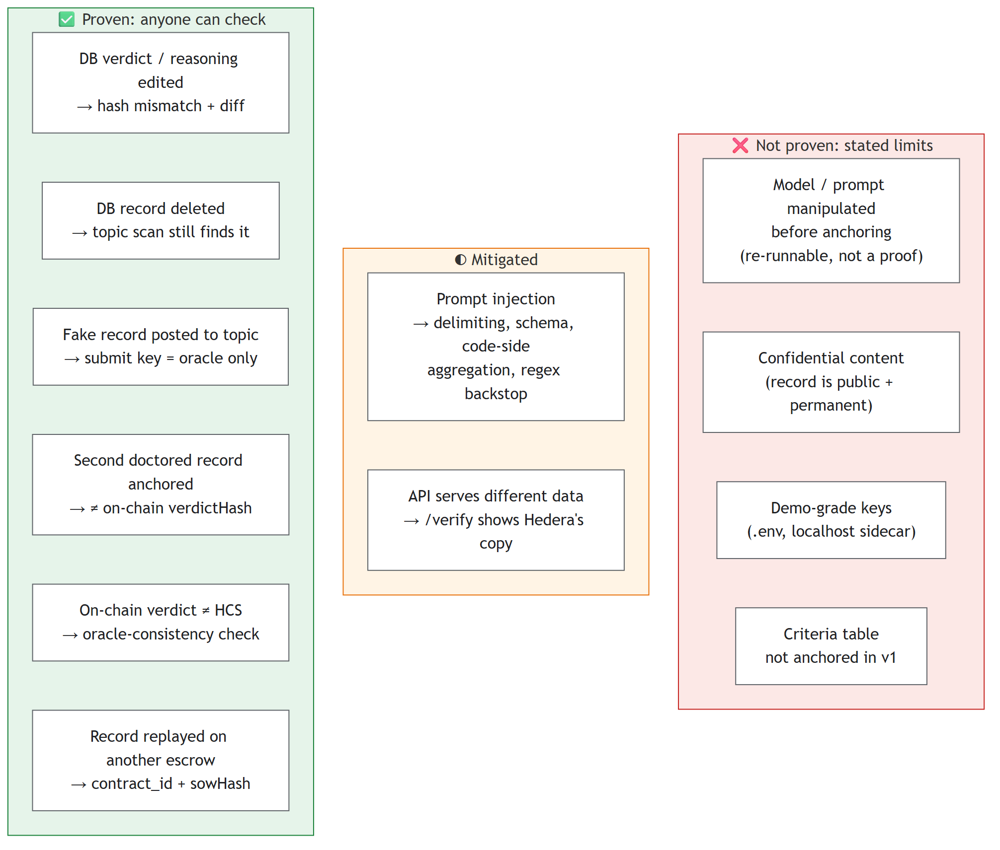 ✅ Proven: anyone can check
DB verdict / reasoning
edited
→ hash mismatch + diff
DB record deleted
→ topic scan still finds it
Fake record posted to topic
→ submit key = oracle only
Second doctored record
anchored
→ ≠ on-chain verdictHash
On-chain verdict ≠ HCS
→ oracle-consistency check
Record replayed on
another escrow
→ contract_id + sowHash
◐ Mitigated
Prompt injection
→ delimiting, schema,
code-side
aggregation, regex
backstop
API serves different data
→ /verify shows Hedera's
copy
❌ Not proven: stated limits
Model / prompt
manipulated
before anchoring
(re-runnable, not a proof)
Confidential content
(record is public +
permanent)
Demo-grade keys
(.env, localhost sidecar)
Criteria table
not anchored in v1